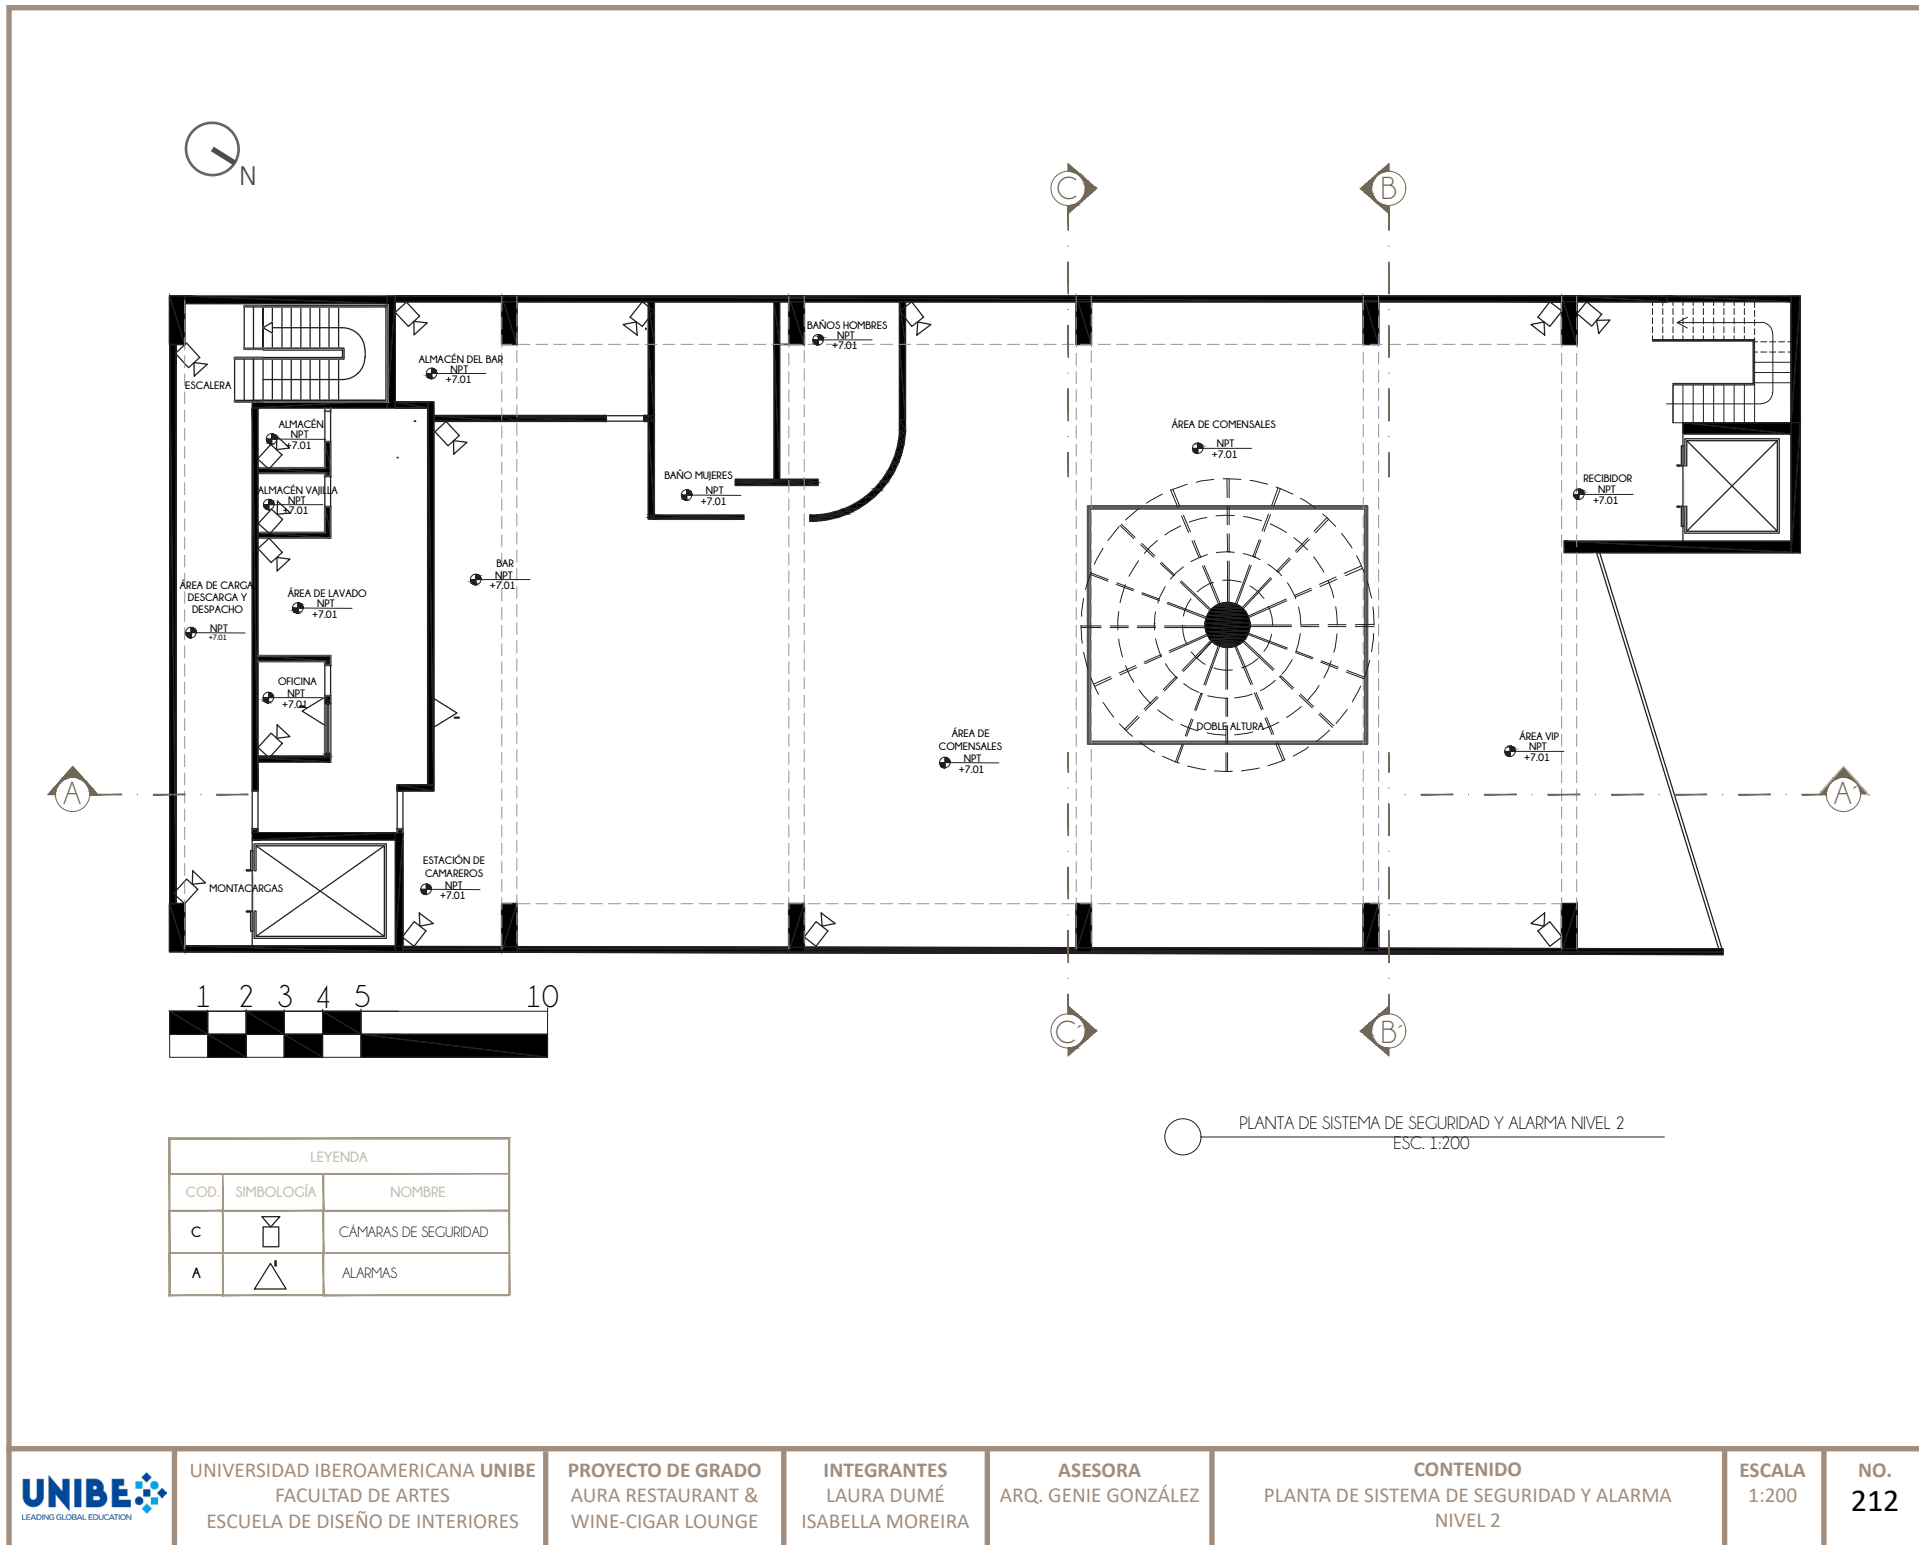 N
C
B
BAÑOS HOMBRES
NPT
+7.01
ALMACÉN DEL BAR
NPT
+7.01
ESCALERA
ALMACÉN
NPT
+7.01
ÁREA DE COMENSALES
NPT
+7.01
BAÑO MUJERES
NPT
+7.01
RECIBIDOR
NPT
+7.01
ALMACÉN VAJILLA
NPT
+7.01
BAR
NPT
+7.01
ÁREA DE CARGA
DESCARGA Y
DESPACHO
NPT
+7.01
ÁREA DE LAVADO
NPT
+7.01
OFICINA
NPT
+7.01
DOBLE ALTURA
ÁREA DE
COMENSALES
NPT
+7.01
ÁREA VIP
NPT
+7.01
A
A´
ESTACIÓN DE
CAMAREROS
NPT
+7.01
MONTACARGAS
1 2 3 4 5 10
C´
B´
PLANTA DE SISTEMA DE SEGURIDAD Y ALARMA NIVEL 2
ESC. 1:200
LEYENDA
COD. SIMBOLOGÍA NOMBRE
C CÁMARAS DE SEGURIDAD
A ALARMAS
UNIBE
LEADING GLOBAL EDUCATION
UNIVERSIDAD IBEROAMERICANA UNIBE
FACULTAD DE ARTES
ESCUELA DE DISEÑO DE INTERIORES
PROYECTO DE GRADO
AURA RESTAURANT &
WINE-CIGAR LOUNGE
INTEGRANTES
LAURA DUMÉ
ISABELLA MOREIRA
ASESORA
ARQ. GENIE GONZÁLEZ
CONTENIDO
PLANTA DE SISTEMA DE SEGURIDAD Y ALARMA
NIVEL 2
ESCALA
1:200
NO.
212